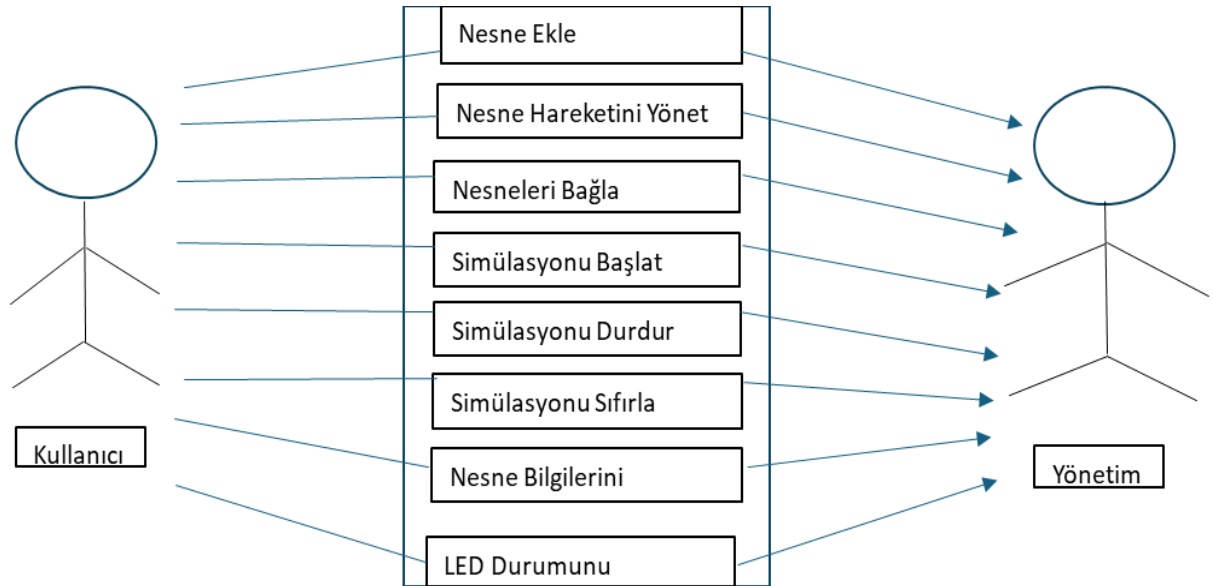 Nesne Ekle
Nesne Hareketini Yönet
Nesneleri Bağla
Simülasyonu Başlat
Simülasyonu Durdur
Simülasyonu Sıfırla
Nesne Bilgilerini
LED Durumunu
Kullanıcı
Yönetim